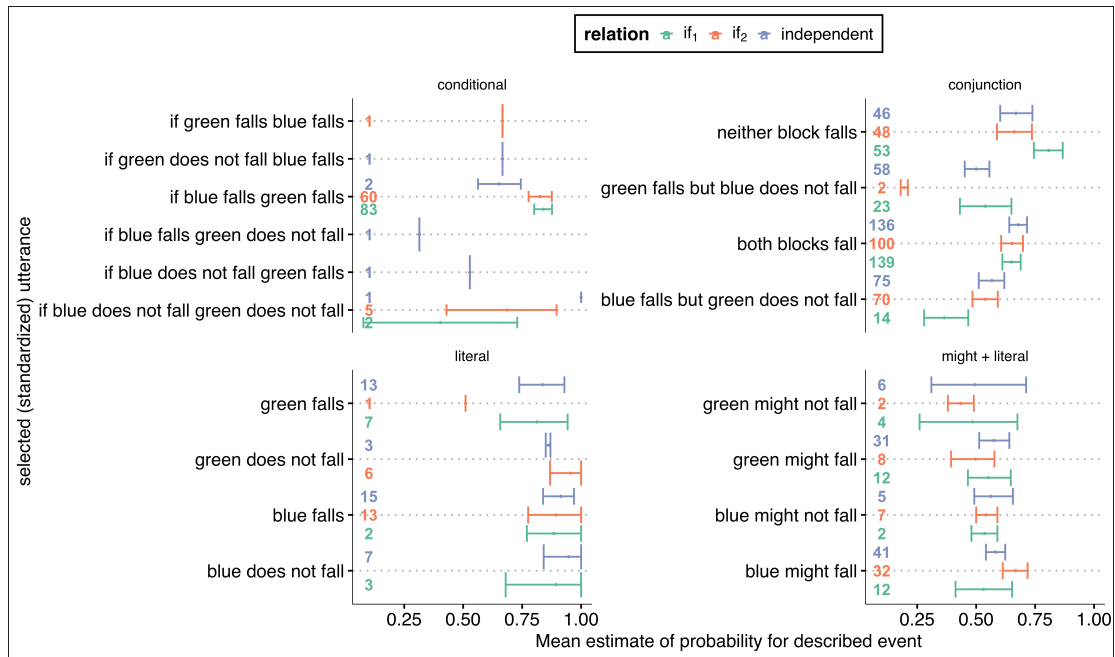 relation a if1 a if2 a independent
conditional
if green falls blue falls
1
if green does not fall blue falls
1
2
if blue falls green falls
60
83
if blue falls green does not fall
1
if blue does not fall green falls
1
1
if blue does not fall green does not fall
5
2
conjunction
46
neither block falls
48
53
58
green falls but blue does not fall
2
23
136
both blocks fall
100
139
75
blue falls but green does not fall
70
14
literal
13
green falls
1
7
3
green does not fall
6
15
blue falls
13
2
7
blue does not fall
3
0.25 0.50 0.75 1.00
might + literal
6
green might not fall
2
4
31
green might fall
8
12
5
blue might not fall
7
2
41
blue might fall
32
12
0.25 0.50 0.75 1.00
selected (standardized) utterance
Mean estimate of probability for described event